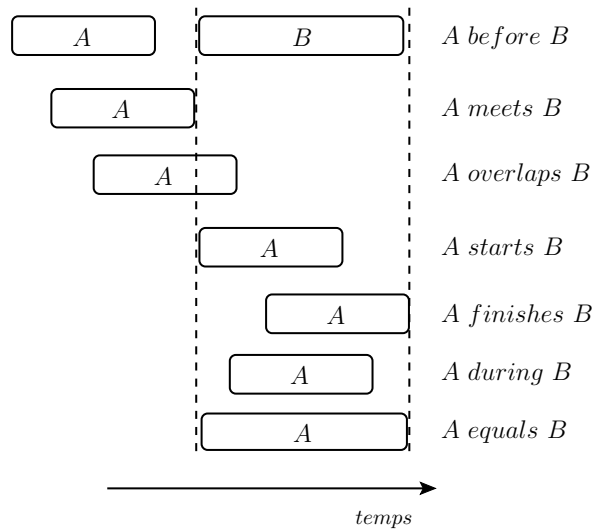 A B A before B
A A meets B
A A overlaps B
A A starts B
A A finishes B
A A during B
A A equals B
temps